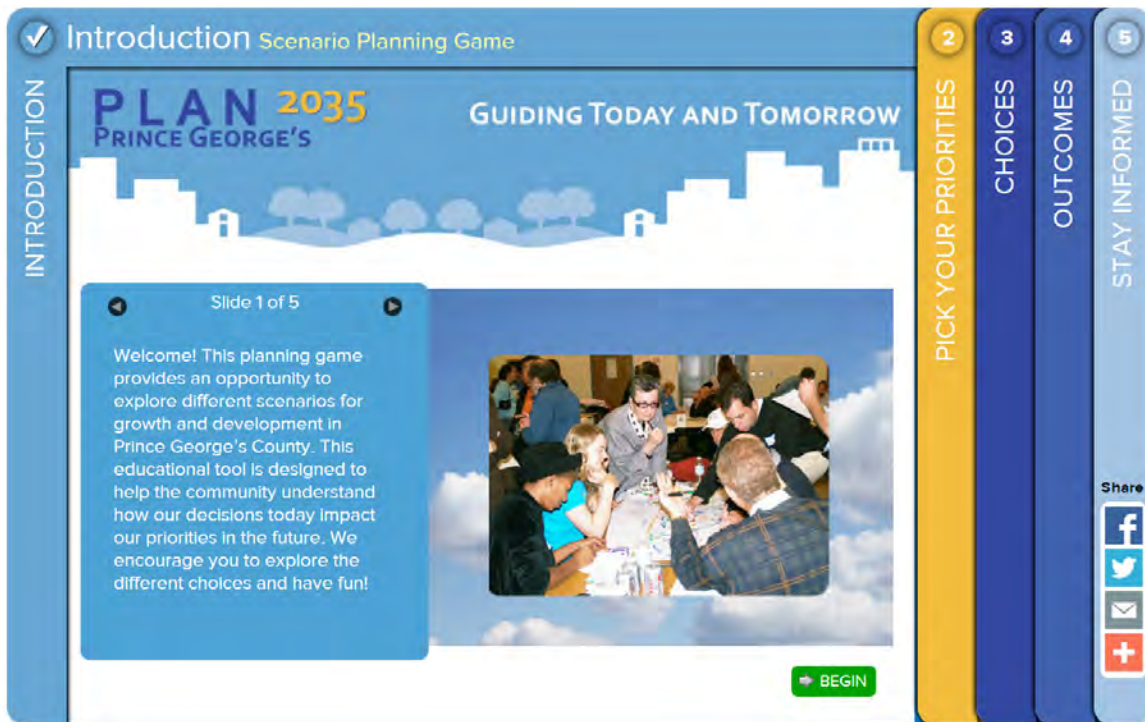 Introduction Scenario Planning Game
INTRODUCTION
PLAN 2035
PRINCE GEORGE'S
GUIDING TODAY AND TOMORROW
Slide 1 of 5
Welcome! This planning game
provides an opportunity to
explore different scenarios for
growth and development in
Prince George's County. This
educational tool is designed to
help the community understand
how our decisions today impact
our priorities in the future. We
encourage you to explore the
different choices and have fun!
BEGIN
2
PICK YOUR PRIORITIES
3
CHOICES
4
OUTCOMES
5
STAY INFORMED
Share